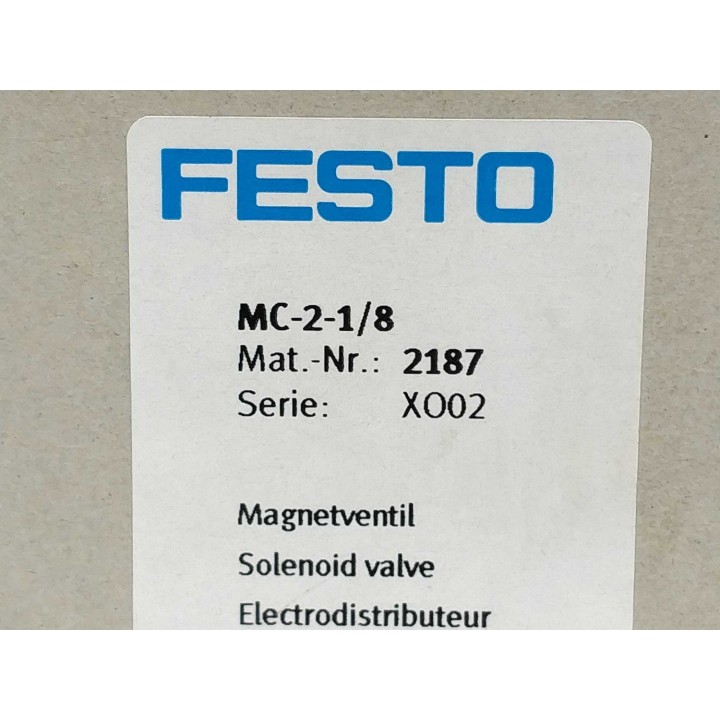 FESTO
MC-2-1/8
Mat.-Nr.: 2187
Serie: XO02
Magnetventil
Solenoid valve
Electrodistributeur